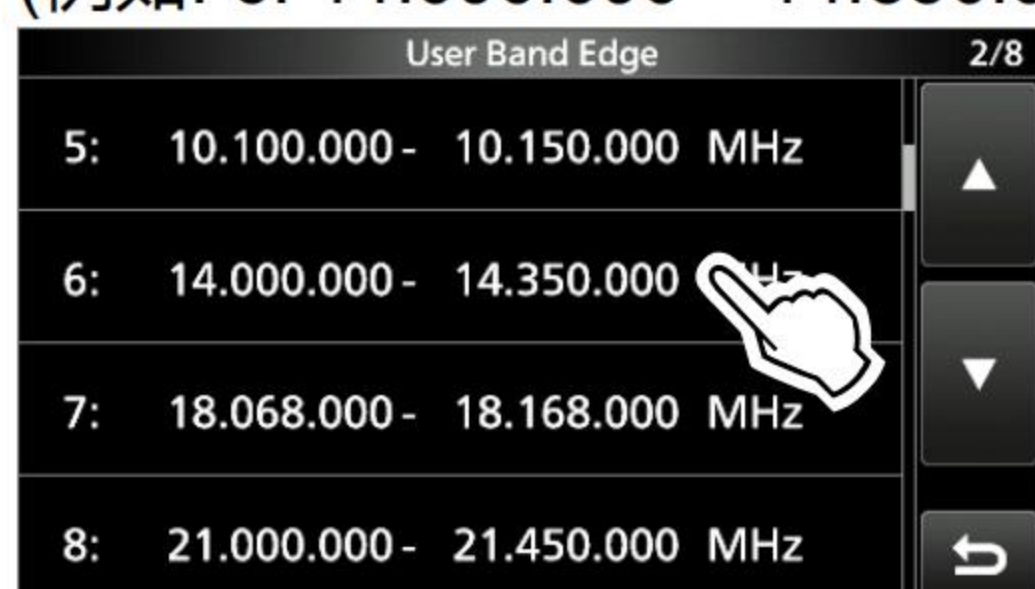 User Band Edge 2/8
5: 10.100.000 - 10.150.000 MHz
6: 14.000.000 - 14.350.000
7: 18.068.000 - 18.168.000 MHz
8: 21.000.000 - 21.450.000 MHz